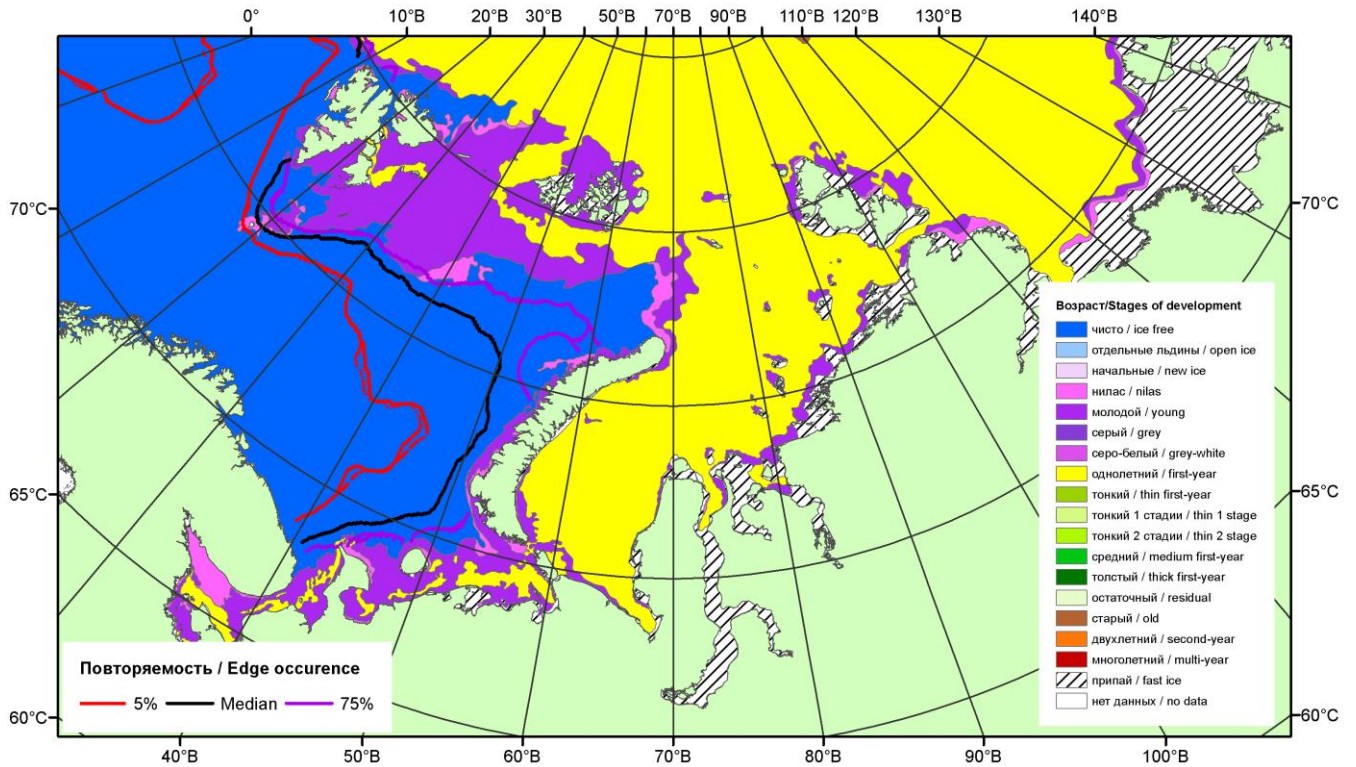 0° 10°В 20°В 30°В 40°В 50°В 70°В 90°В 110°В 120°В 130°В 140°В
70°С
70°С
65°С
65°С
60°С
60°С
Возраст/Stages of development
чисто / ice free
отдельные льдины / open ice
начальные / new ice
нилас / nilas
молодой / young
серый / grey
серо-белый / grey-white
однолетний / first-year
тонкий / thin first-year
тонкий 1 стадии / thin 1 stage
тонкий 2 стадии / thin 2 stage
средний / medium first-year
толстый / thick first-year
остаточный / residual
старый / old
двухлетний / second-year
многолетний / multi-year
припай / fast ice
нет данных / no data
Повторяемость / Edge occurence
5% Median 75%
40°В 50°В 60°В 70°В 80°В 90°В 100°В